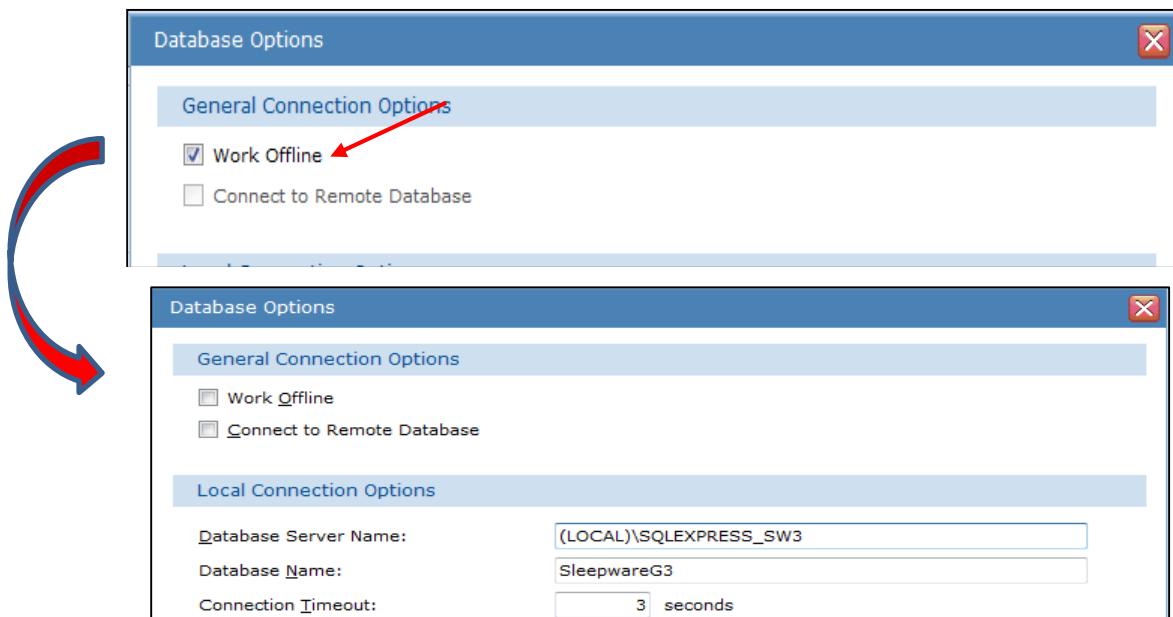 Database Options
General Connection Options
Work Offline
Connect to Remote Database
Database Options
General Connection Options
Work Offline
Connect to Remote Database
Local Connection Options
Database Server Name: (LOCAL)\SQLEXPRESS_SW3
Database Name: SleepwareG3
Connection Timeout: 3 seconds